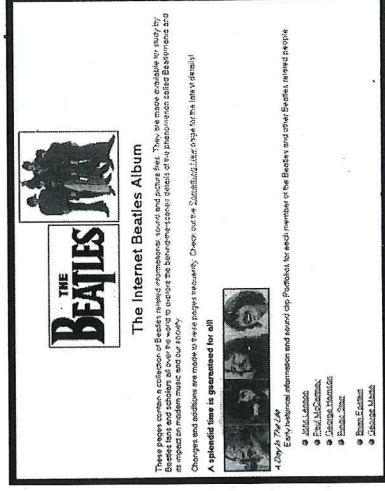 THE
BEATLES
The Internet Beatles Album
These pages contain a collection of Beatles related informational, sound and picture files. They are made available for study by
Beatles fans and scholars all over the world to explore the behind-the-scenes details of the phenomenon called Beatlemania and
its impact on modern music and our society.
Changes and additions are made to these pages frequently. Check out the Something New page for the latest details!
A splendid time is guaranteed for all!
A Day In The Life
Early historical information and sound clip Portfolios for each member of the Beatles and other Beatles related people
John Lennon
Paul McCartney
George Harrison
Ringo Starr
Brian Epstein
George Martin